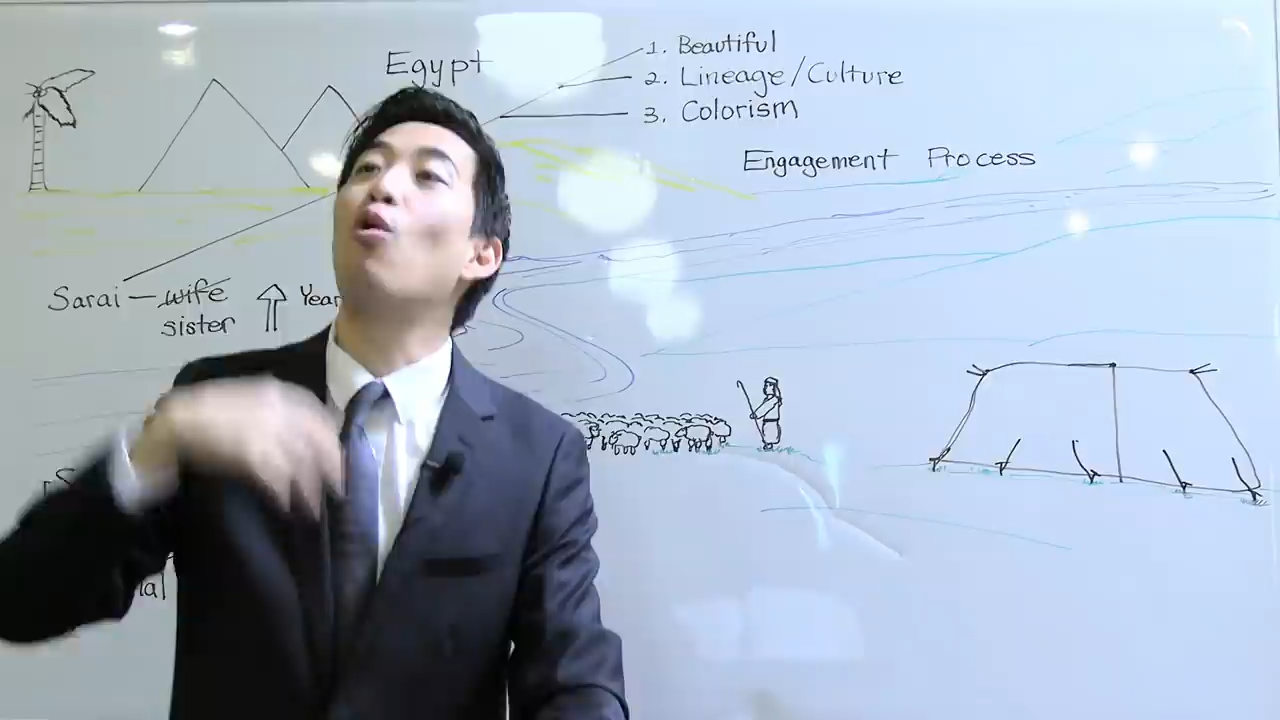 Egypt
1. Beautiful
2. Lineage/Culture
3. Colorism
Engagement Process
Sarai — wife
sister